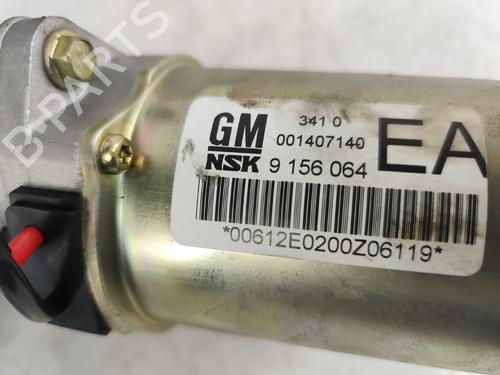 B-PARTS
GM
NSK
341 0
001407140
9 156 064
EA
*00612E0200Z06119*